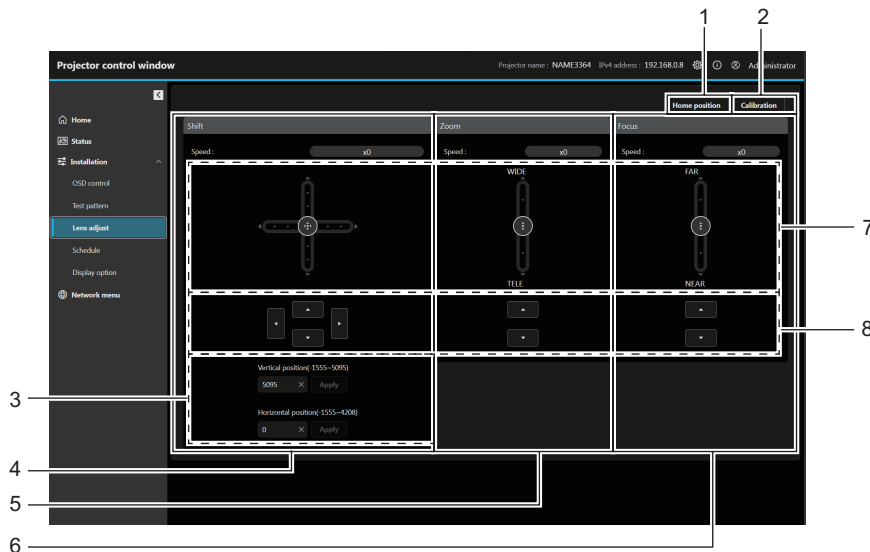 1 2
Projector control window Projector name : NAME3364 IPv4 address : 192.168.0.8 Administrator
Home position Calibration
Home
Status
Installation
OSD control
Test pattern
Lens adjust
Schedule
Display option
Network menu
Shift Zoom Focus
Speed : x0 Speed : x0 Speed : x0
WIDE FAR
7
TELE NEAR
8
Vertical position(-1555~5095)
5095 × Apply
3
Horizontal position(-1555~4208)
0 × Apply
4
5
6